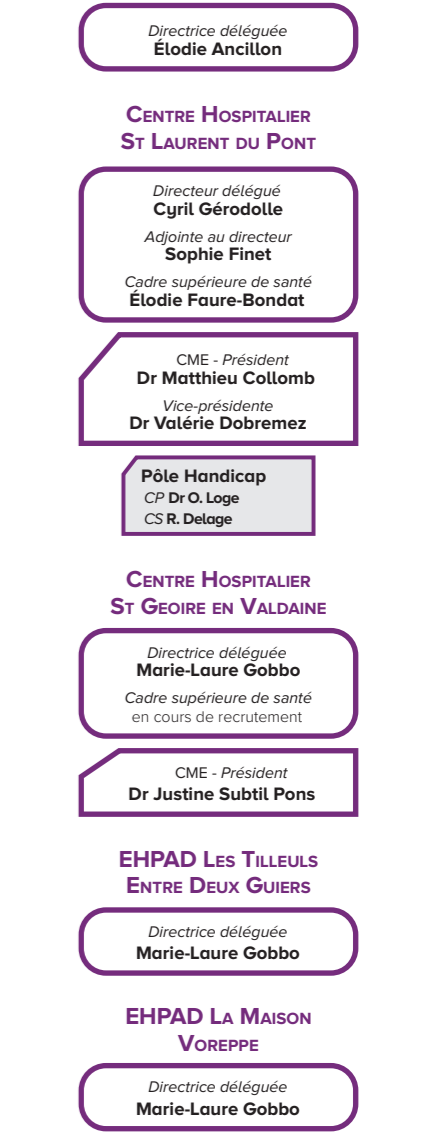 Directrice déléguée
Élodie Ancillon
Centre Hospitalier
St Laurent du Pont
Directeur délégué
Cyril Gérodolle
Adjointe au directeur
Sophie Finet
Cadre supérieure de santé
Élodie Faure-Bondat
CME - Président
Dr Matthieu Collomb
Vice-présidente
Dr Valérie Dobremez
Pôle Handicap
CP Dr O. Loge
CS R. Delage
Centre Hospitalier
St Geoire en Valdaine
Directrice déléguée
Marie-Laure Gobbo
Cadre supérieure de santé
en cours de recrutement
CME - Président
Dr Justine Subtil Pons
EHPAD Les Tilleuls
Entre Deux Guiers
Directrice déléguée
Marie-Laure Gobbo
EHPAD La Maison
Voreppe
Directrice déléguée
Marie-Laure Gobbo